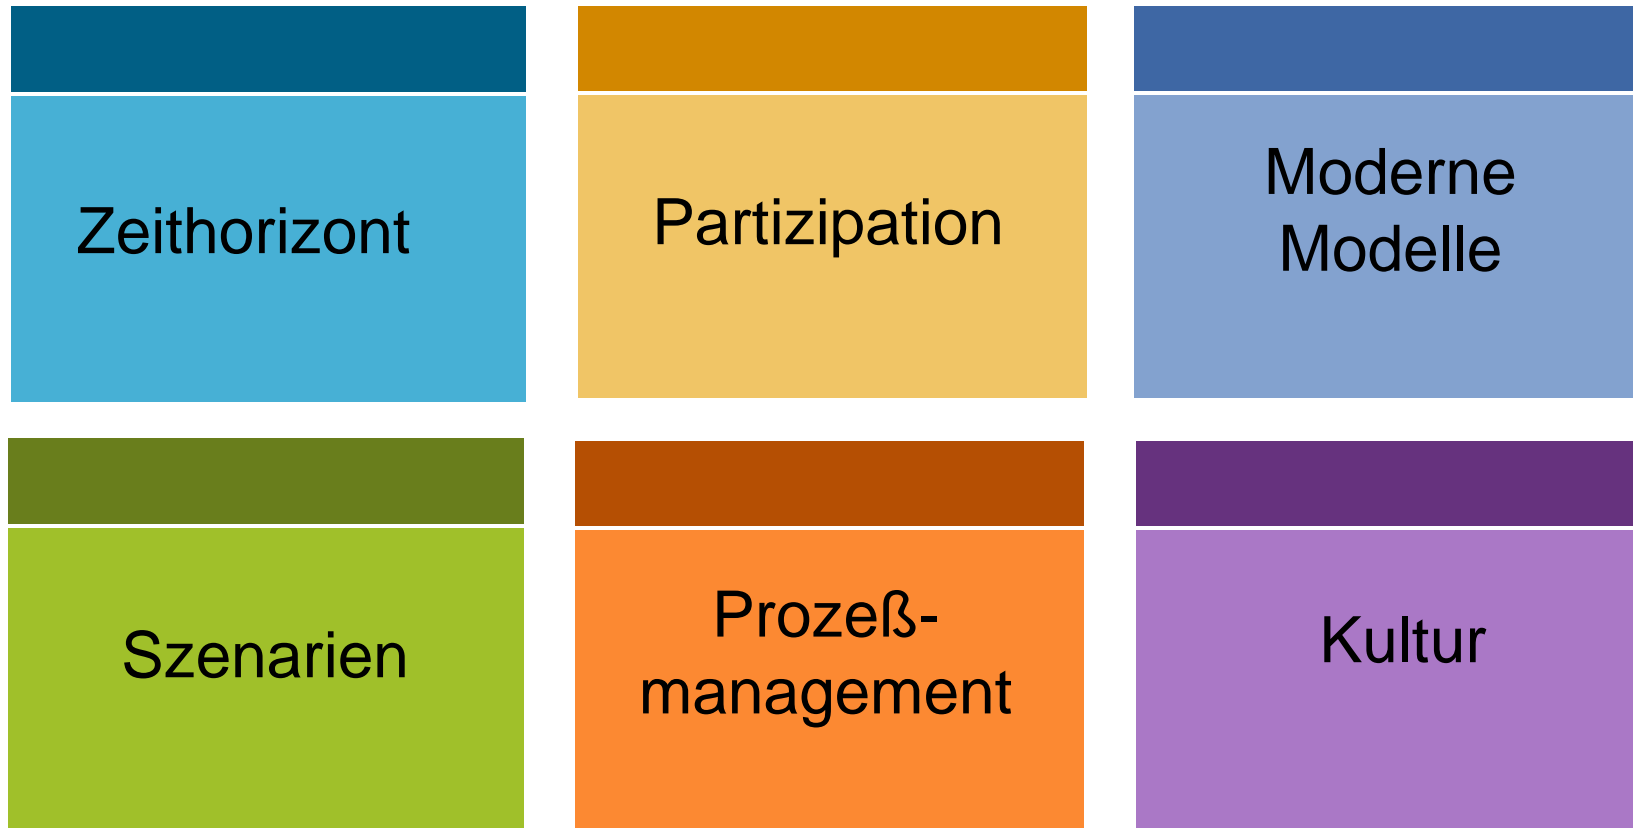 Zeithorizont
Partizipation
Moderne
Modelle
Szenarien
Prozeß-
management
Kultur